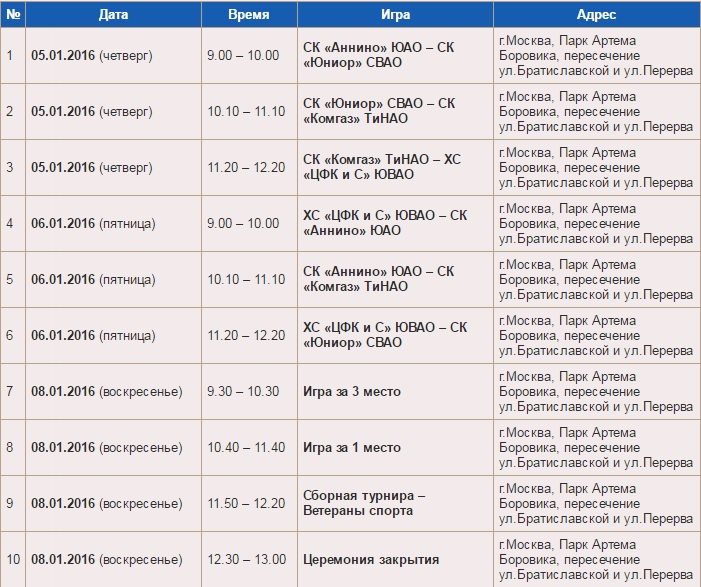 № Дата Время Игра Адрес
1 05.01.2016 (четверг) 9.00 – 10.00 СК «Аннино» ЮАО – СК «Юниор» СВАО г.Москва, Парк Артема Боровика, пересечение ул.Братиславской и ул.Перерва
2 05.01.2016 (четверг) 10.10 – 11.10 СК «Юниор» СВАО – СК «Комгаз» ТиНАО г.Москва, Парк Артема Боровика, пересечение ул.Братиславской и ул.Перерва
3 05.01.2016 (четверг) 11.20 – 12.20 СК «Комгаз» ТиНАО – ХС «ЦФК и С» ЮВАО г.Москва, Парк Артема Боровика, пересечение ул.Братиславской и ул.Перерва
4 06.01.2016 (пятница) 9.00 – 10.00 ХС «ЦФК и С» ЮВАО – СК «Аннино» ЮАО г.Москва, Парк Артема Боровика, пересечение ул.Братиславской и ул.Перерва
5 06.01.2016 (пятница) 10.10 – 11.10 СК «Аннино» ЮАО – СК «Комгаз» ТиНАО г.Москва, Парк Артема Боровика, пересечение ул.Братиславской и ул.Перерва
6 06.01.2016 (пятница) 11.20 – 12.20 ХС «ЦФК и С» ЮВАО – СК «Юниор» СВАО г.Москва, Парк Артема Боровика, пересечение ул.Братиславской и ул.Перерва
7 08.01.2016 (воскресенье) 9.30 – 10.30 Игра за 3 место г.Москва, Парк Артема Боровика, пересечение ул.Братиславской и ул.Перерва
8 08.01.2016 (воскресенье) 10.40 – 11.40 Игра за 1 место г.Москва, Парк Артема Боровика, пересечение ул.Братиславской и ул.Перерва
9 08.01.2016 (воскресенье) 11.50 – 12.20 Сборная турнира – Ветераны спорта г.Москва, Парк Артема Боровика, пересечение ул.Братиславской и ул.Перерва
10 08.01.2016 (воскресенье) 12.30 – 13.00 Церемония закрытия г.Москва, Парк Артема Боровика, пересечение ул.Братиславской и ул.Перерва